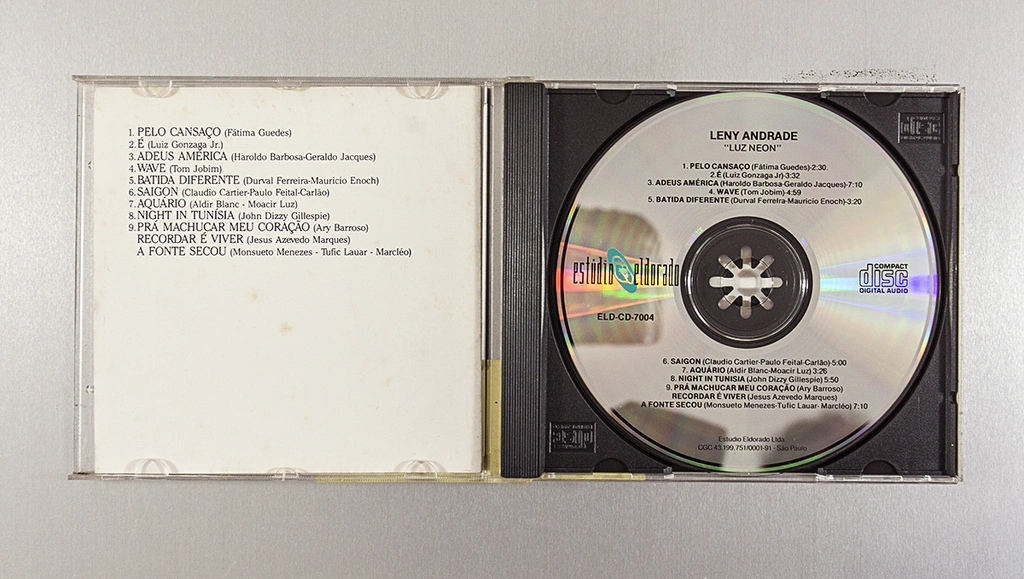 1. PELO CANSAÇO (Fátima Guedes)
2. É (Luiz Gonzaga Jr.)
3. ADEUS AMÉRICA (Haroldo Barbosa-Geraldo Jacques)
4. WAVE (Tom Jobim)
5. BATIDA DIFERENTE (Durval Ferreira-Mauricio Enoch)
6. SAIGON (Claudio Cartier-Paulo Feital-Carlão)
7. AQUÁRIO (Aldir Blanc - Moacir Luz)
8. NIGHT IN TUNÍSIA (John Dizzy Gillespie)
9. PRÁ MACHUCAR MEU CORAÇÃO (Ary Barroso)
RECORDAR É VIVER (Jesus Azevedo Marques)
A FONTE SECOU (Monsueto Menezes - Tufic Lauar - Marcléo)
LENY ANDRADE
"LUZ NEON"
1. PELO CANSAÇO (Fátima Guedes)-2:30.
2.É (Luiz Gonzaga Jr)-3:32
3. ADEUS AMÉRICA (Haroldo Barbosa-Geraldo Jacques)-7:10
4. WAVE (Tom Jobim) 4:59
5. BATIDA DIFERENTE (Durval Ferreira-Mauricio Enoch)-3:20
estúdio eldorado
ELD-CD-7004
COMPACT
disc
DIGITAL AUDIO
6. SAIGON (Claudio Cartier-Paulo Feital-Carlão)-5:00
7. AQUÁRIO (Aldir Blanc-Moacir Luz) 3:26
8. NIGHT IN TUNISIA (John Dizzy Gillespie) 5:50
9. PRÁ MACHUCAR MEU CORAÇÃO (Ary Barroso)
RECORDAR É VIVER (Jesus Azevedo Marques)
A FONTE SECOU (Monsueto Menezes-Tufic Lauar- Marcléo) 7:10
Estudio Eldorado Ltda
CGC 43.199.751/0001-91 - São Paulo